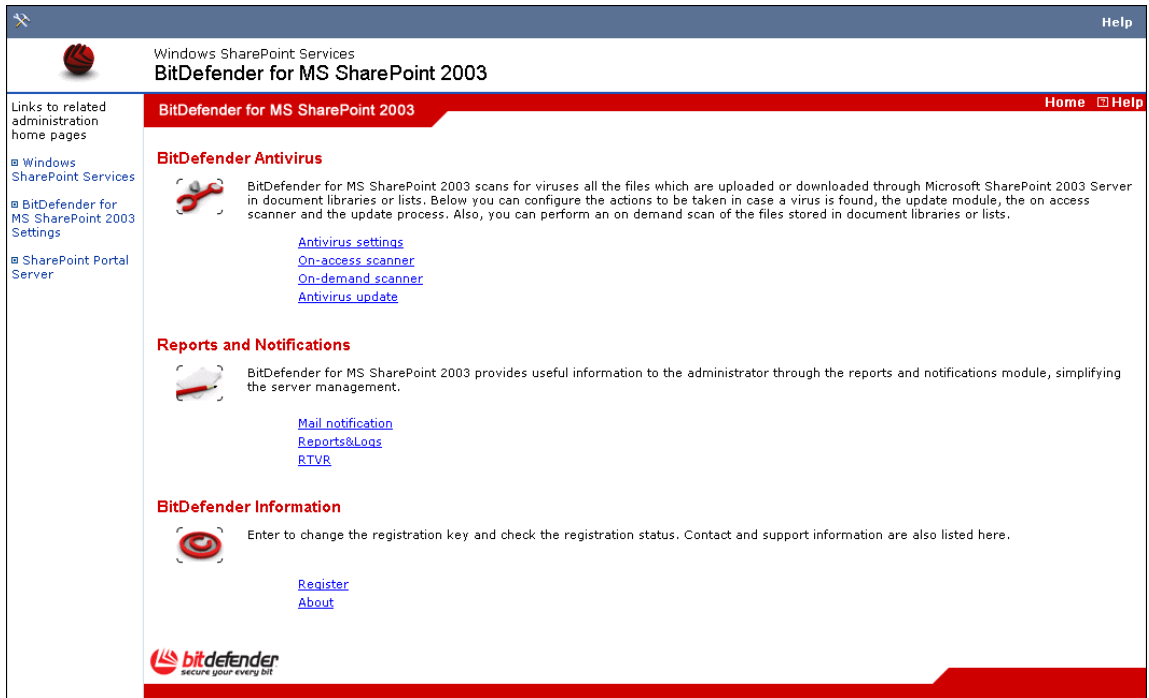 Help
Windows SharePoint Services
BitDefender for MS SharePoint 2003
Links to related
administration
home pages
Windows
SharePoint Services
BitDefender for
MS SharePoint 2003
Settings
SharePoint Portal
Server
BitDefender for MS SharePoint 2003
Home ? Help
BitDefender Antivirus
BitDefender for MS SharePoint 2003 scans for viruses all the files which are uploaded or downloaded through Microsoft SharePoint 2003 Server
in document libraries or lists. Below you can configure the actions to be taken in case a virus is found, the update module, the on access
scanner and the update process. Also, you can perform an on demand scan of the files stored in document libraries or lists.
Antivirus settings
On-access scanner
On-demand scanner
Antivirus update
Reports and Notifications
BitDefender for MS SharePoint 2003 provides useful information to the administrator through the reports and notifications module, simplifying
the server management.
Mail notification
Reports&Logs
RTVR
BitDefender Information
Enter to change the registration key and check the registration status. Contact and support information are also listed here.
Register
About
bitdefender
secure your every bit